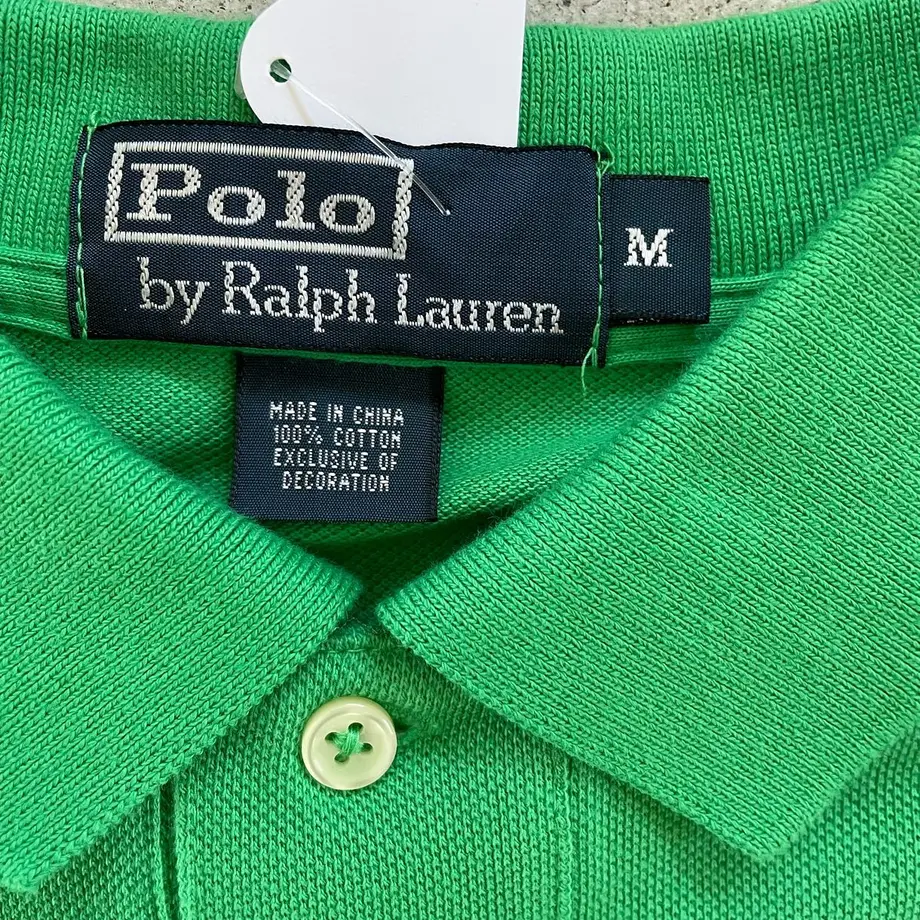 Polo
by Ralph Lauren
M
MADE IN CHINA
100% COTTON
EXCLUSIVE OF
DECORATION